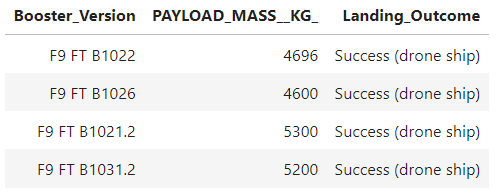 Booster_Version PAYLOAD_MASS__KG_ Landing_Outcome
F9 FT B1022 4696 Success (drone ship)
F9 FT B1026 4600 Success (drone ship)
F9 FT B1021.2 5300 Success (drone ship)
F9 FT B1031.2 5200 Success (drone ship)